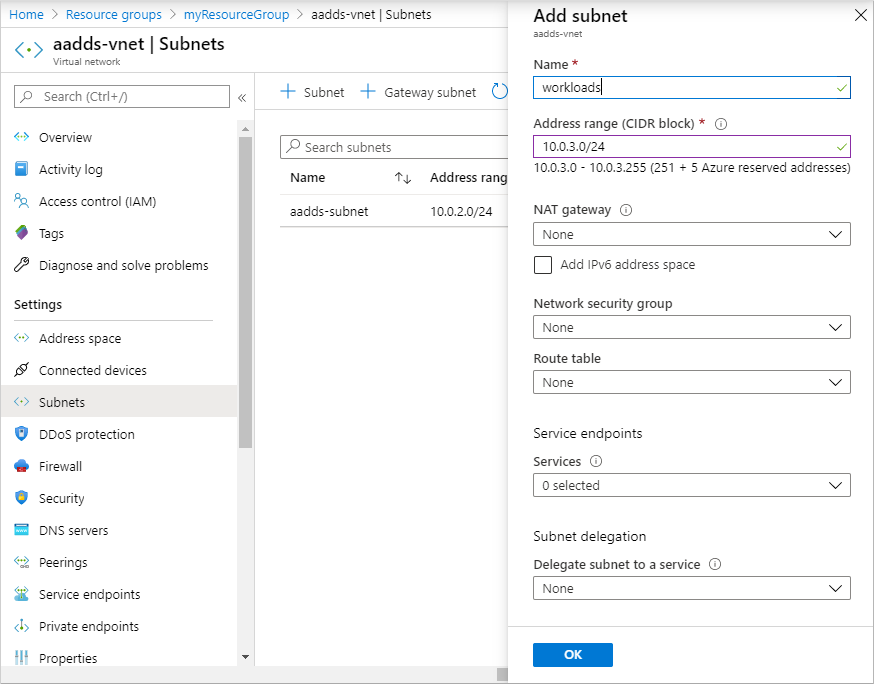 Home > Resource groups > myResourceGroup > aadds-vnet | Subnets
aadds-vnet | Subnets
Virtual network
Search (Ctrl+/)
«
Overview
Activity log
Access control (IAM)
Tags
Diagnose and solve problems
Settings
Address space
Connected devices
Subnets
DDoS protection
Firewall
Security
DNS servers
Peerings
Service endpoints
Private endpoints
Properties
+ Subnet + Gateway subnet
Search subnets
Name ↑↓ Address rang
aadds-subnet 10.0.2.0/24
Add subnet
aadds-vnet
Name *
workloads
Address range (CIDR block) *
10.0.3.0/24
10.0.3.0 - 10.0.3.255 (251 + 5 Azure reserved addresses)
NAT gateway
None
Add IPv6 address space
Network security group
None
Route table
None
Service endpoints
Services
0 selected
Subnet delegation
Delegate subnet to a service
None
OK